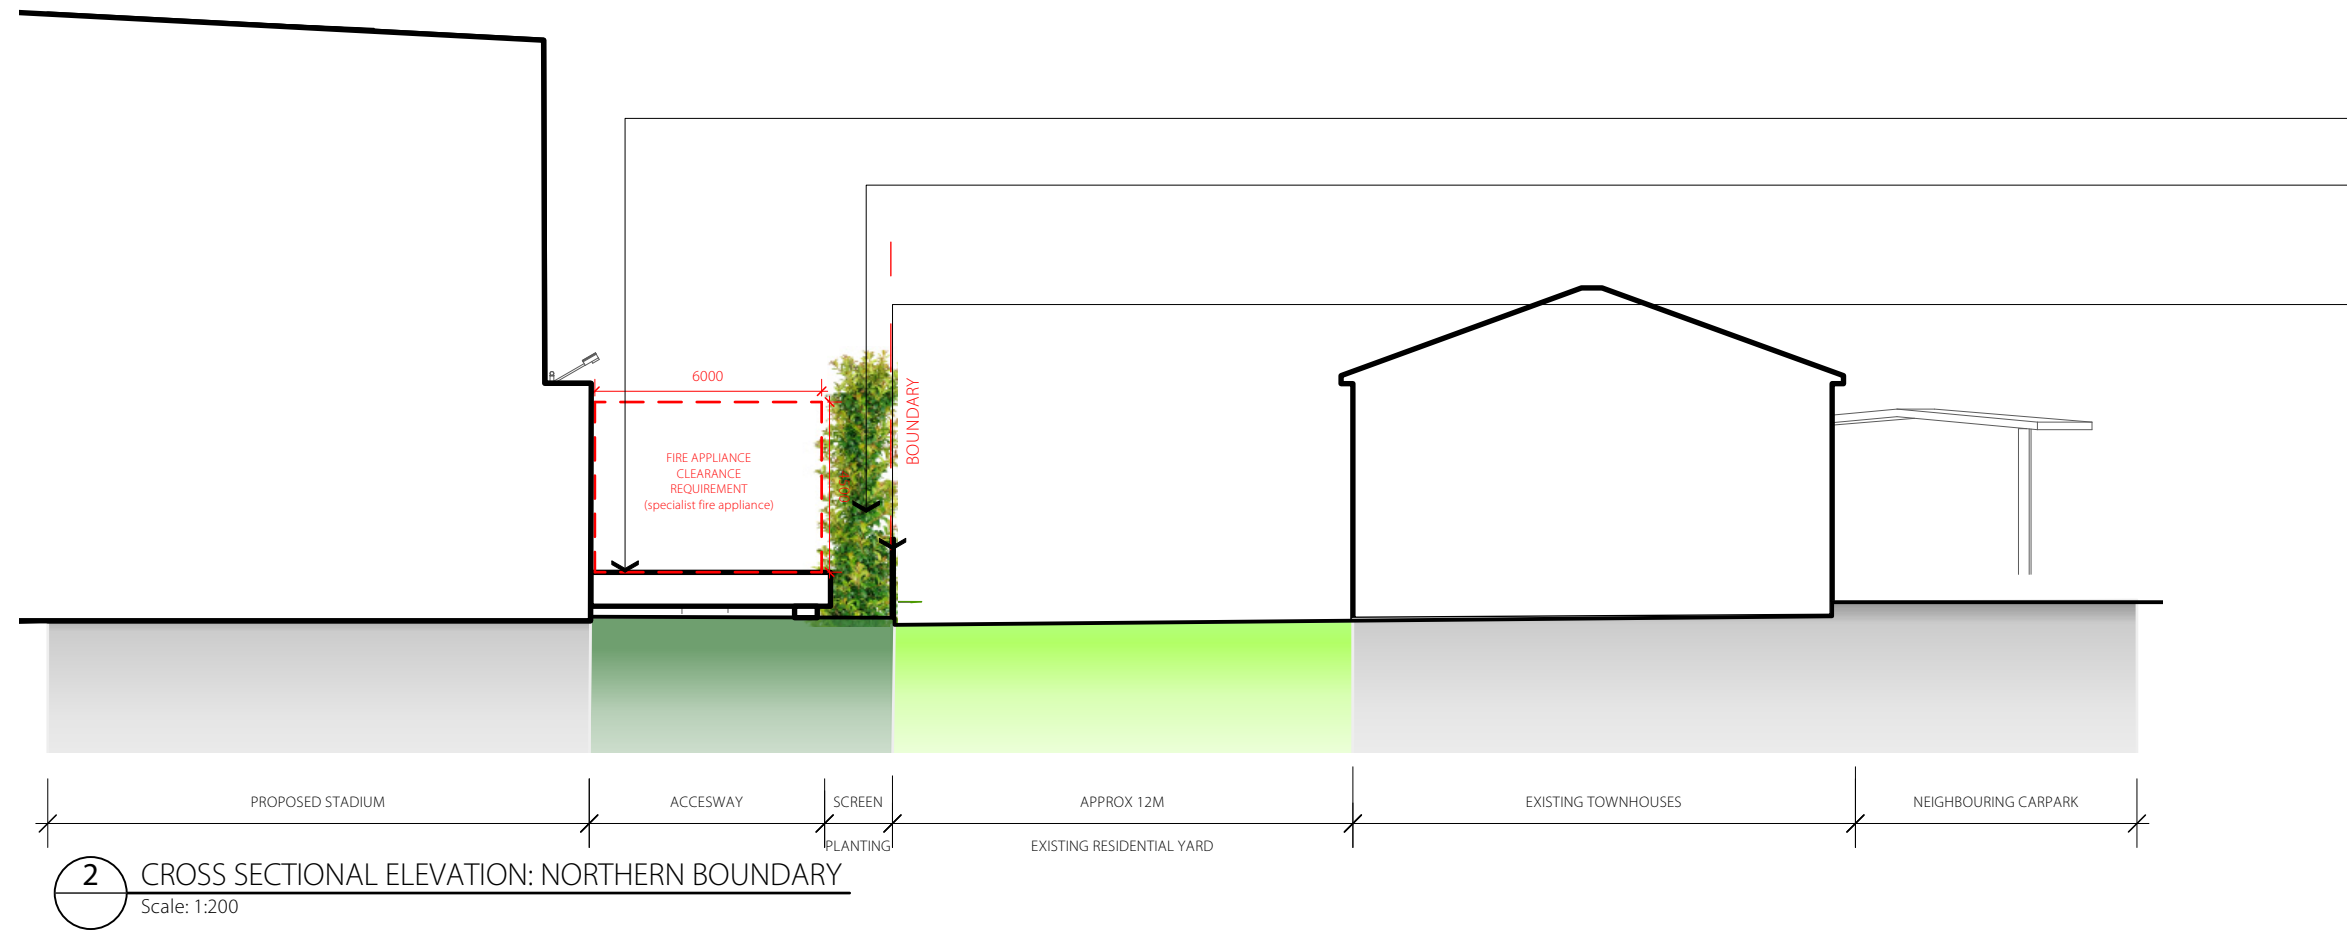 6000
BOUNDARY
FIRE APPLIANCE
CLEARANCE
REQUIREMENT
(specialist fire appliance)
PROPOSED STADIUM
ACCESWAY
SCREEN
PLANTING
APPROX 12M
EXISTING RESIDENTIAL YARD
EXISTING TOWNHOUSES
NEIGHBOURING CARPARK
2
CROSS SECTIONAL ELEVATION: NORTHERN BOUNDARY
Scale: 1:200